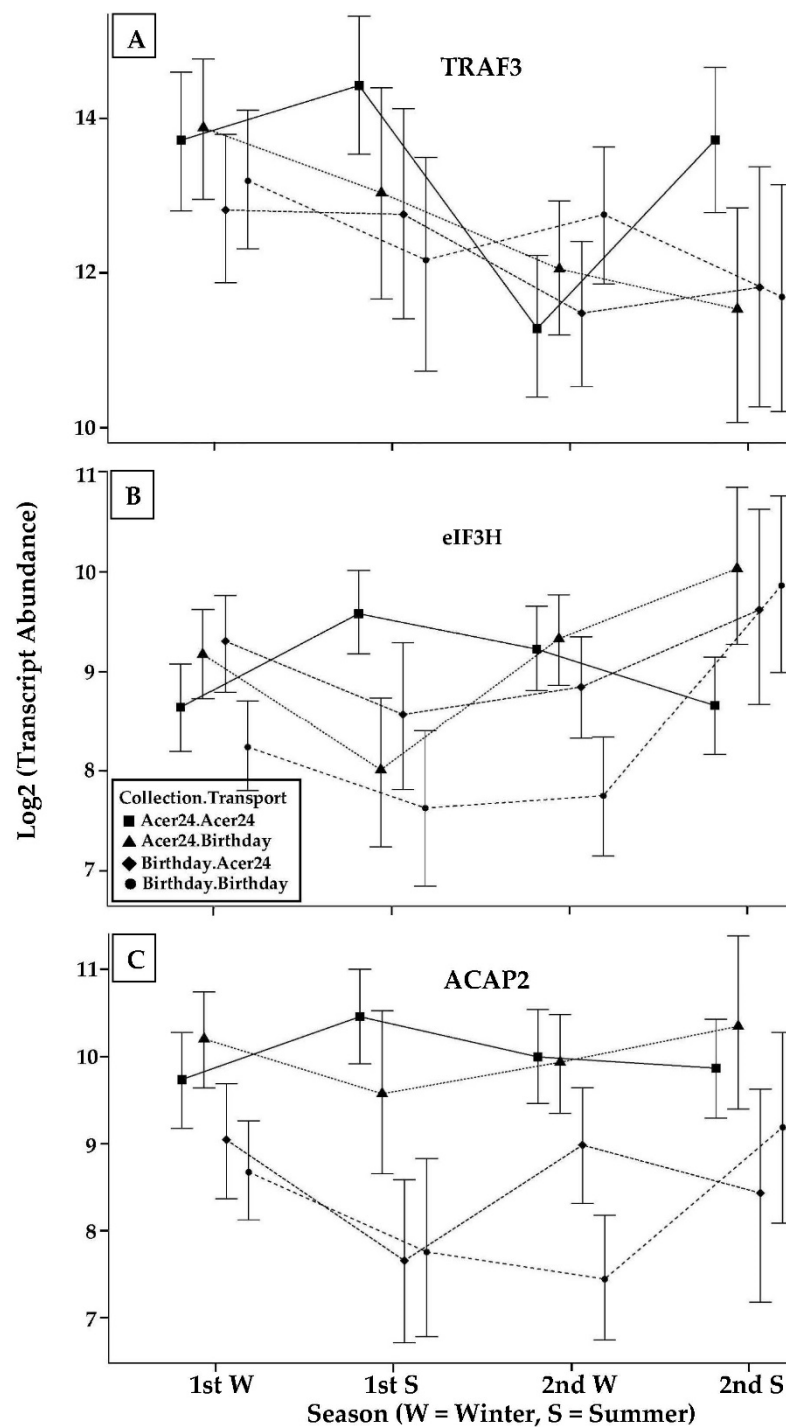 A
TRAF3
14
12
10
B
eIF3H
11
10
9
8
7
Log2 (Transcript Abundance)
Collection.Transport
Acer24.Acer24
Acer24.Birthday
Birthday.Acer24
Birthday.Birthday
C
ACAP2
11
10
9
8
7
1st W 1st S 2nd W 2nd S
Season (W = Winter, S = Summer)